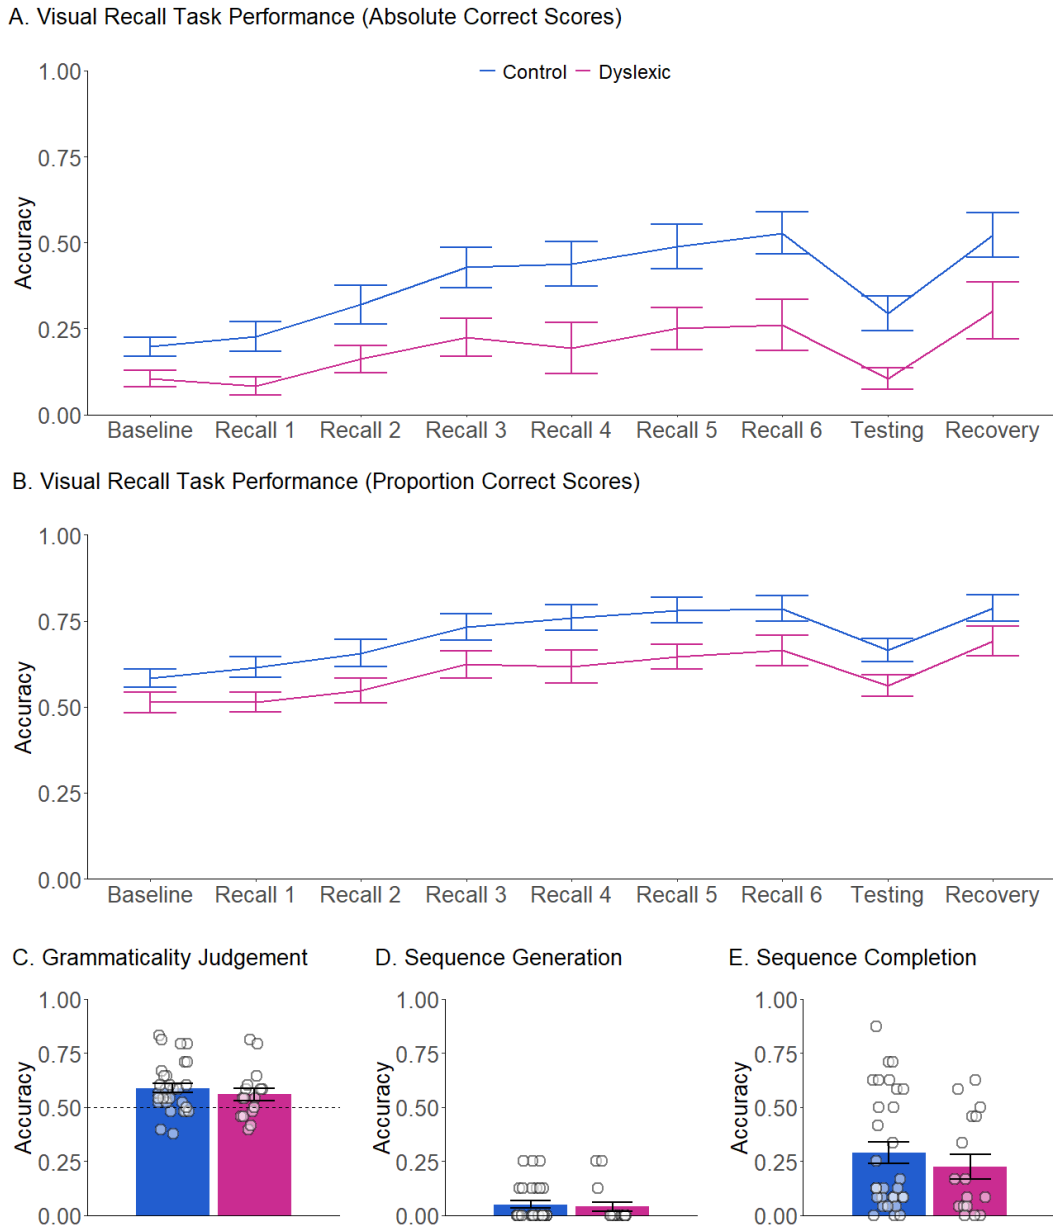 A. Visual Recall Task Performance (Absolute Correct Scores)
Control Dyslexic
1.00
0.75
0.50
0.25
0.00
Accuracy
Baseline Recall 1 Recall 2 Recall 3 Recall 4 Recall 5 Recall 6 Testing Recovery
B. Visual Recall Task Performance (Proportion Correct Scores)
1.00
0.75
0.50
0.25
0.00
Accuracy
Baseline Recall 1 Recall 2 Recall 3 Recall 4 Recall 5 Recall 6 Testing Recovery
C. Grammaticality Judgement
1.00
0.75
0.50
0.25
0.00
Accuracy
D. Sequence Generation
1.00
0.75
0.50
0.25
0.00
Accuracy
E. Sequence Completion
1.00
0.75
0.50
0.25
0.00
Accuracy